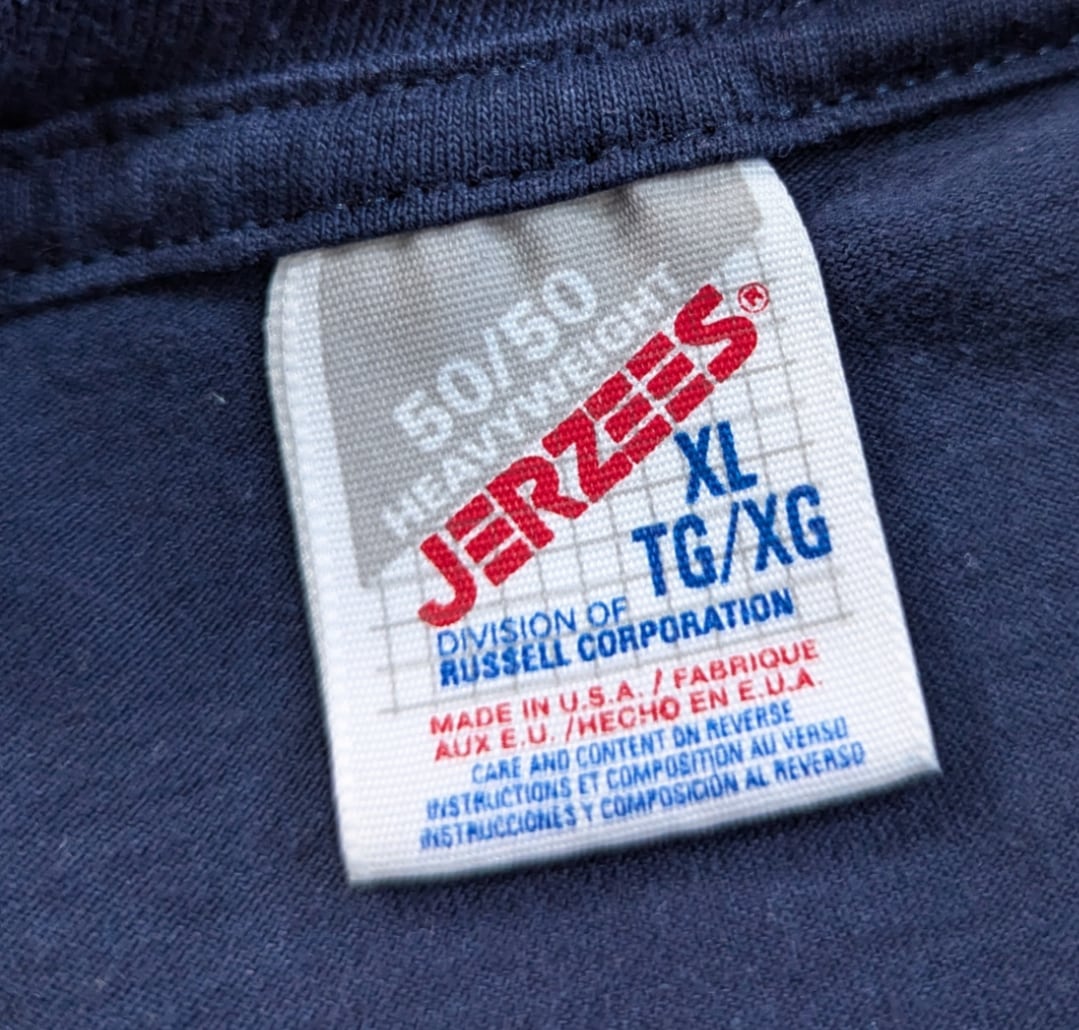 50/50
HEAVYWEIGHT
JERZEES®
XL
TG/XG
DIVISION OF
RUSSELL CORPORATION
MADE IN U.S.A. / FABRIQUE
AUX E.U. /HECHO EN E.U.A.
CARE AND CONTENT ON REVERSE
INSTRUCTIONS ET COMPOSITION AU VERSO
INSTRUCCIONES Y COMPOSICIÓN AL REVERSO